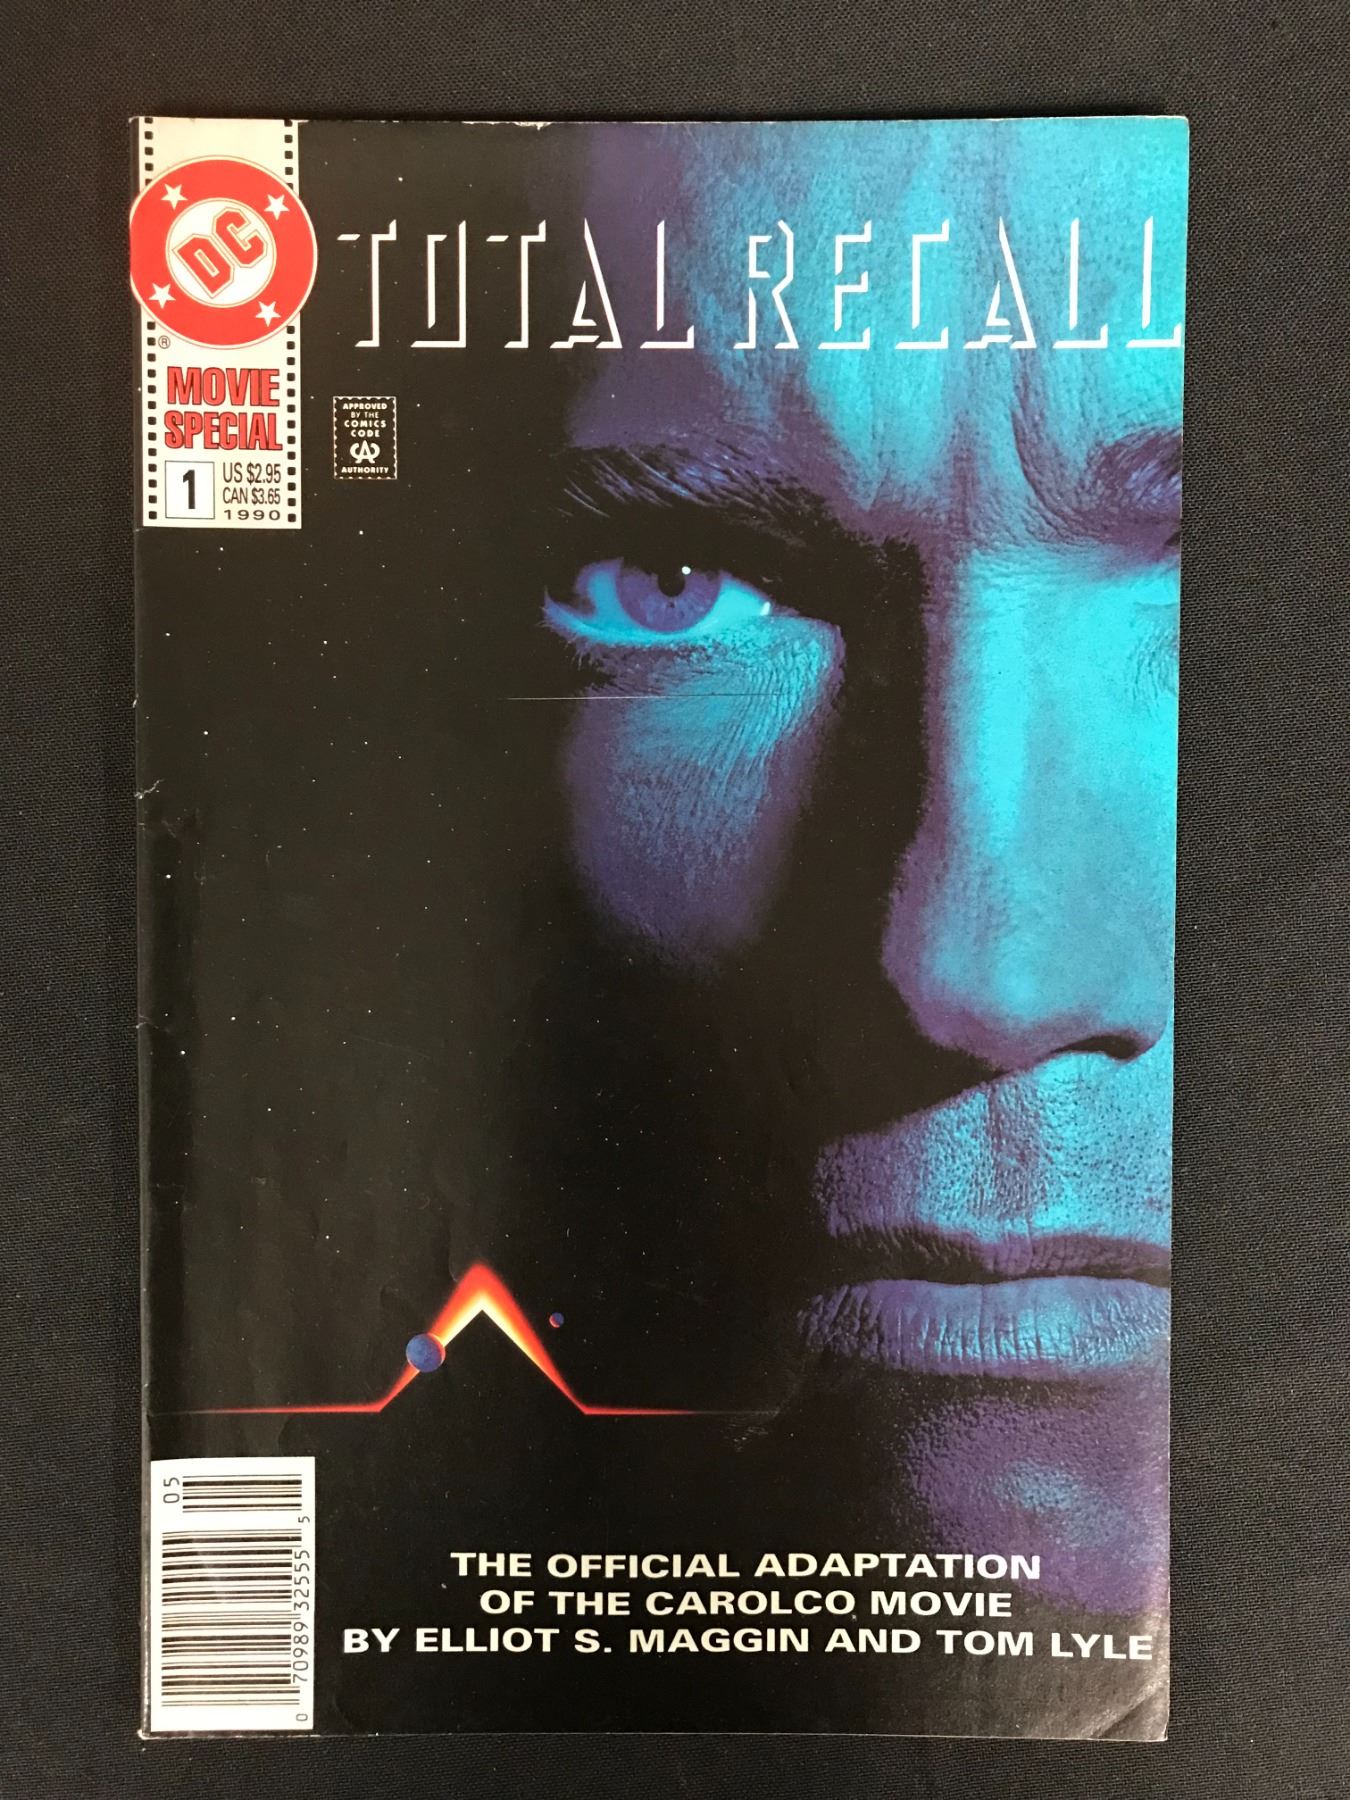 DC
®
MOVIE
SPECIAL
1
US $2.95
CAN $3.65
1990
TOTAL RECALL
APPROVED
BY THE
COMICS
CODE
CA
AUTHORITY
05
0 70989 32555 5
THE OFFICIAL ADAPTATION
OF THE CAROLCO MOVIE
BY ELLIOT S. MAGGIN AND TOM LYLE